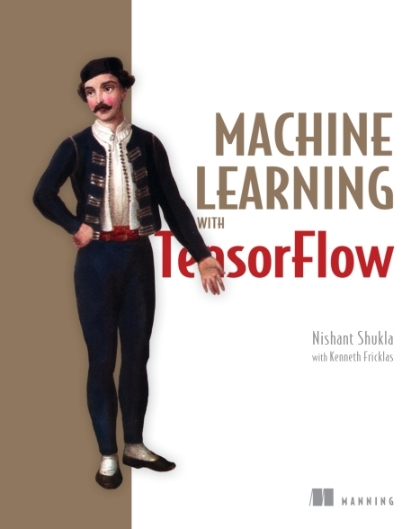 MACHINE
LEARNING
WITH
TensorFlow
Nishant Shukla
with Kenneth Fricklas
MANNING